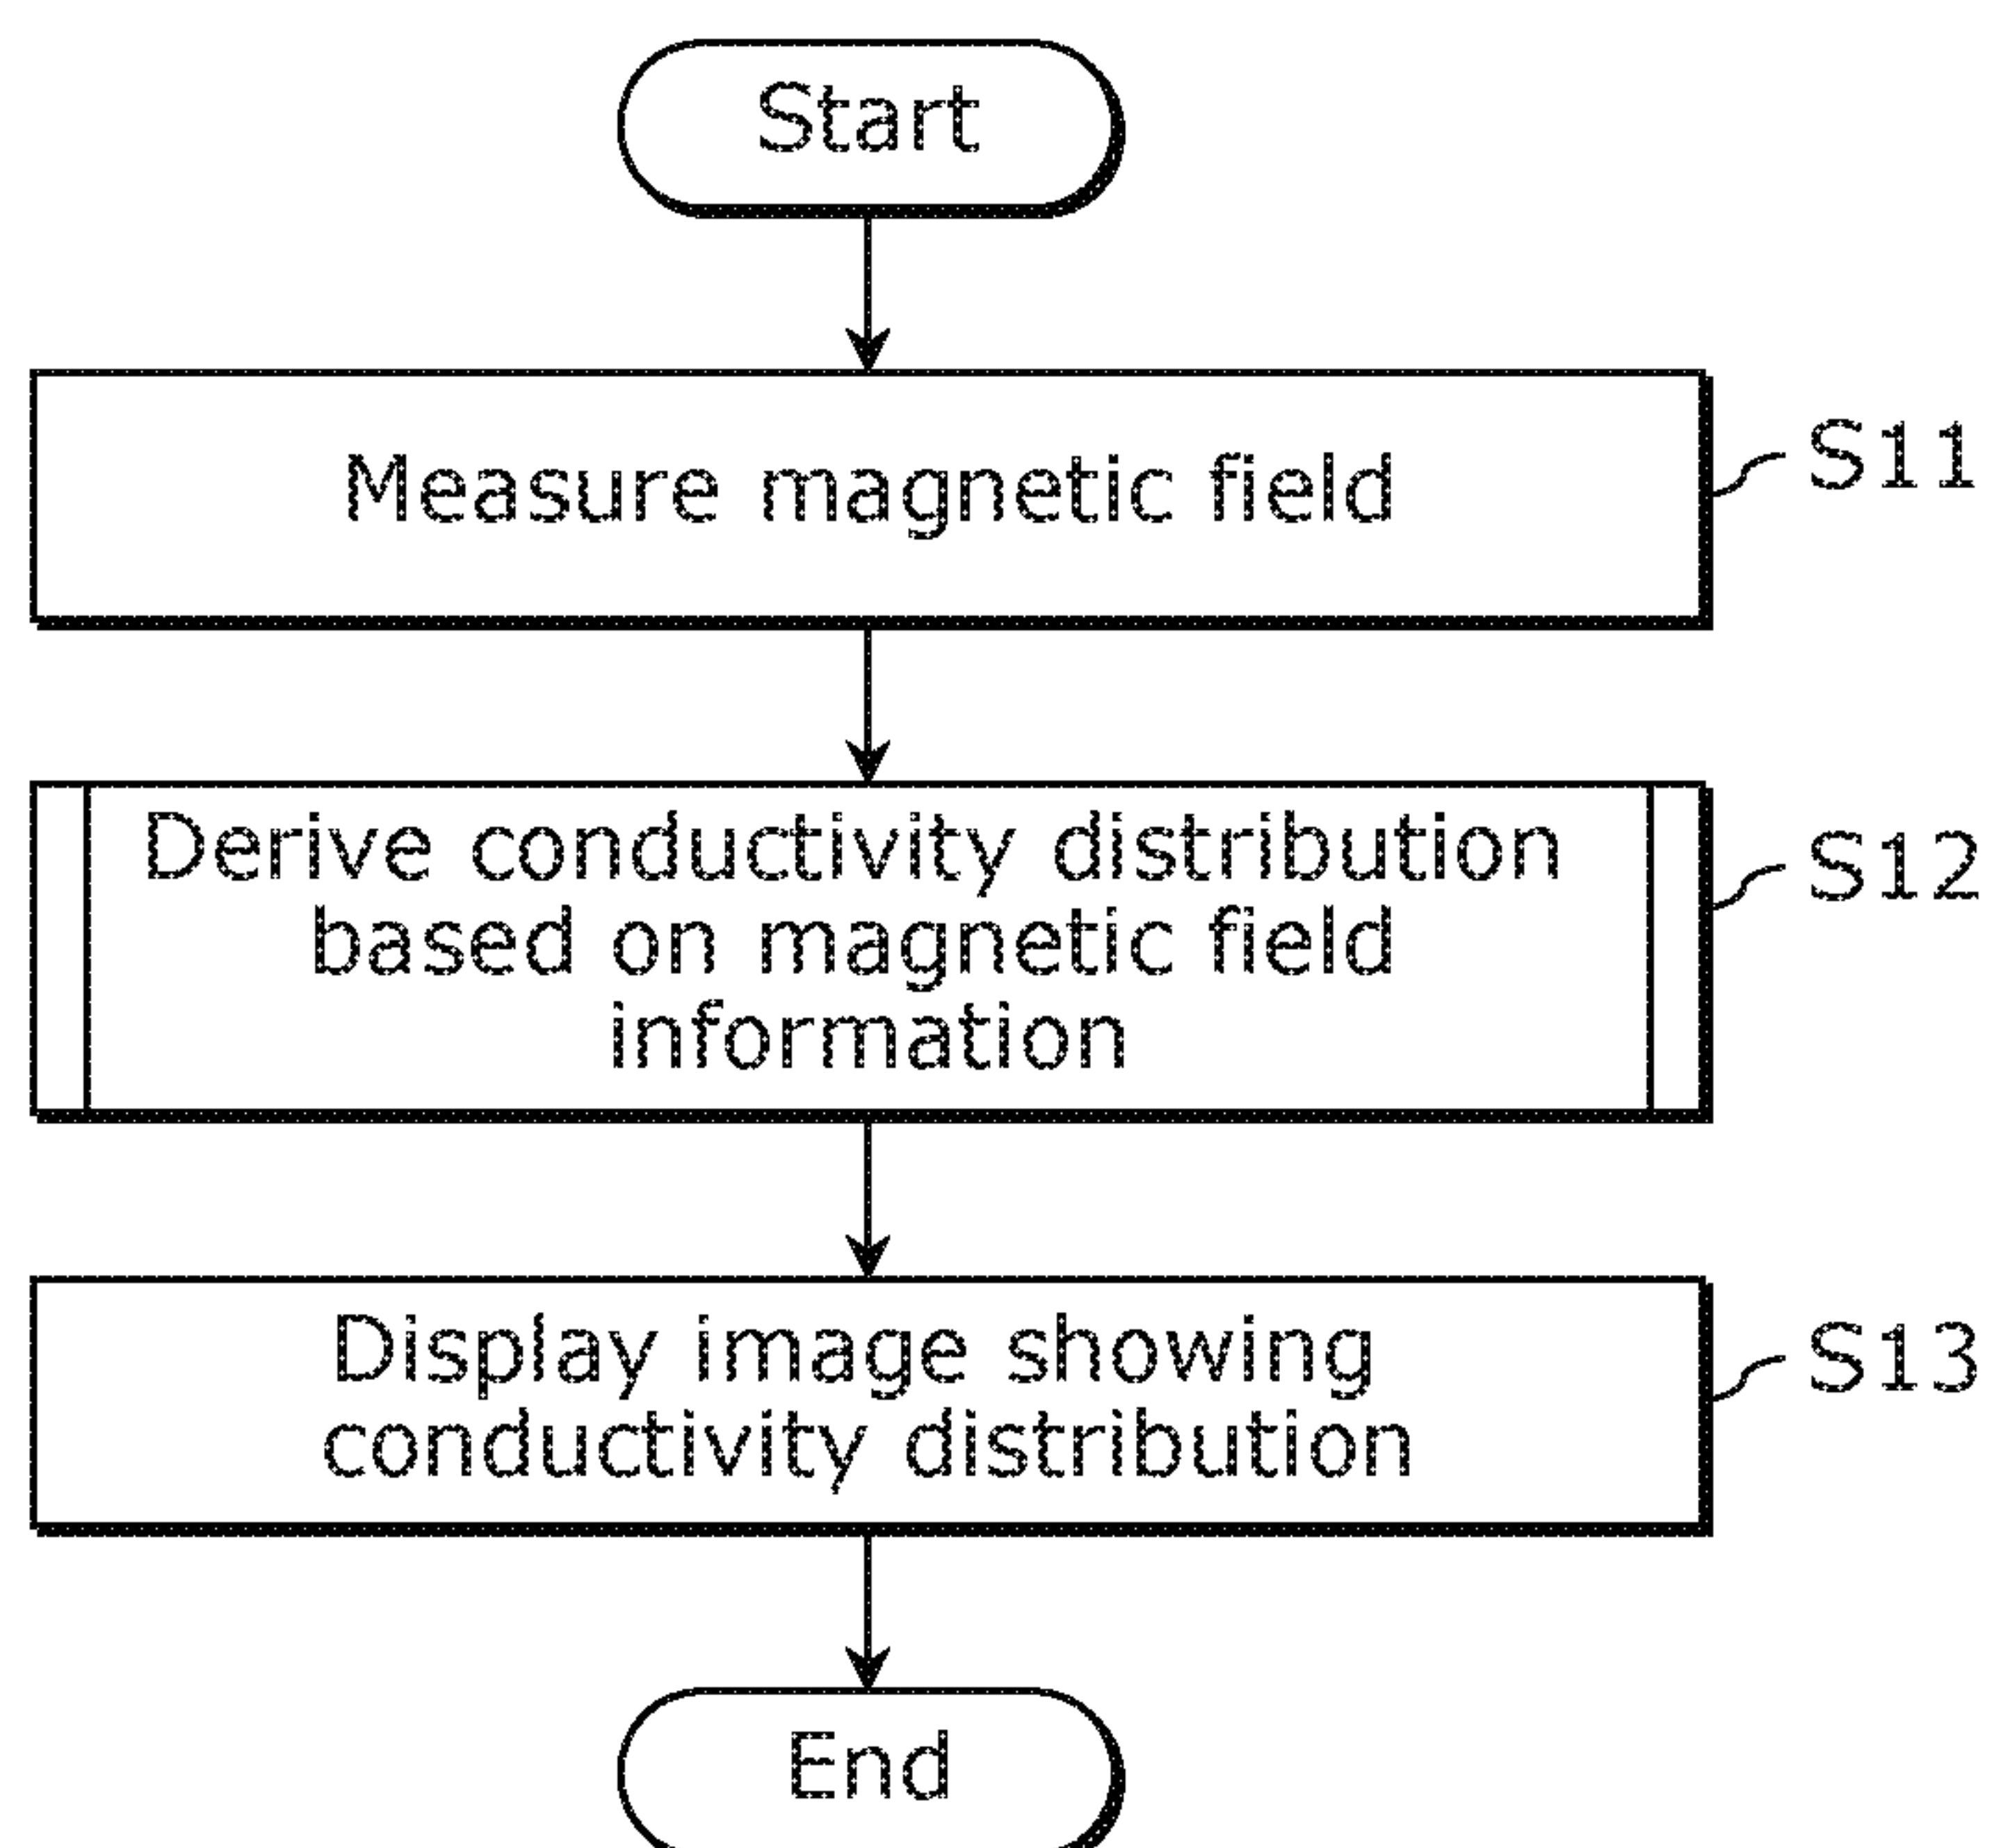 Start
Measure magnetic field
S11
Derive conductivity distribution
based on magnetic field
information
S12
Display image showing
conductivity distribution
S13
End